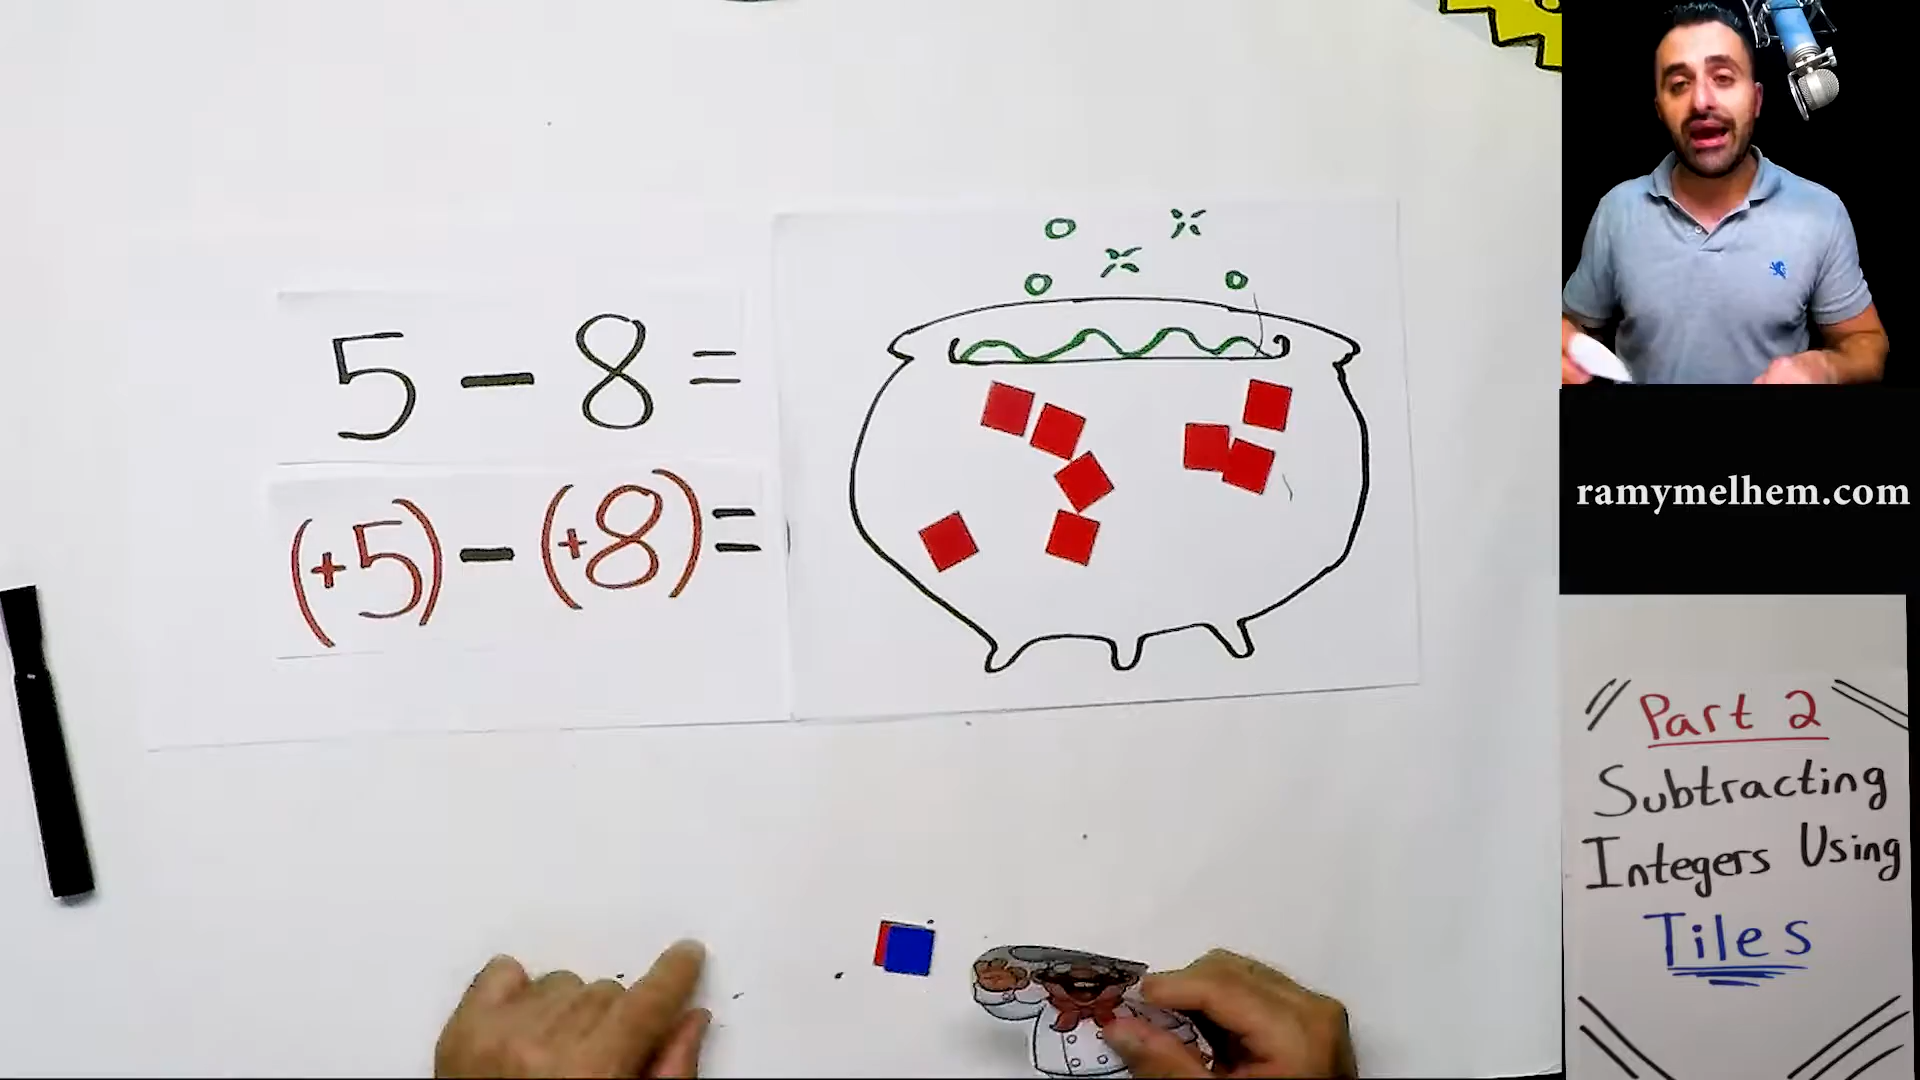 5 − 8 =
(+5) − (+8) =
ramymelhem.com
Part 2
Subtracting
Integers Using
Tiles